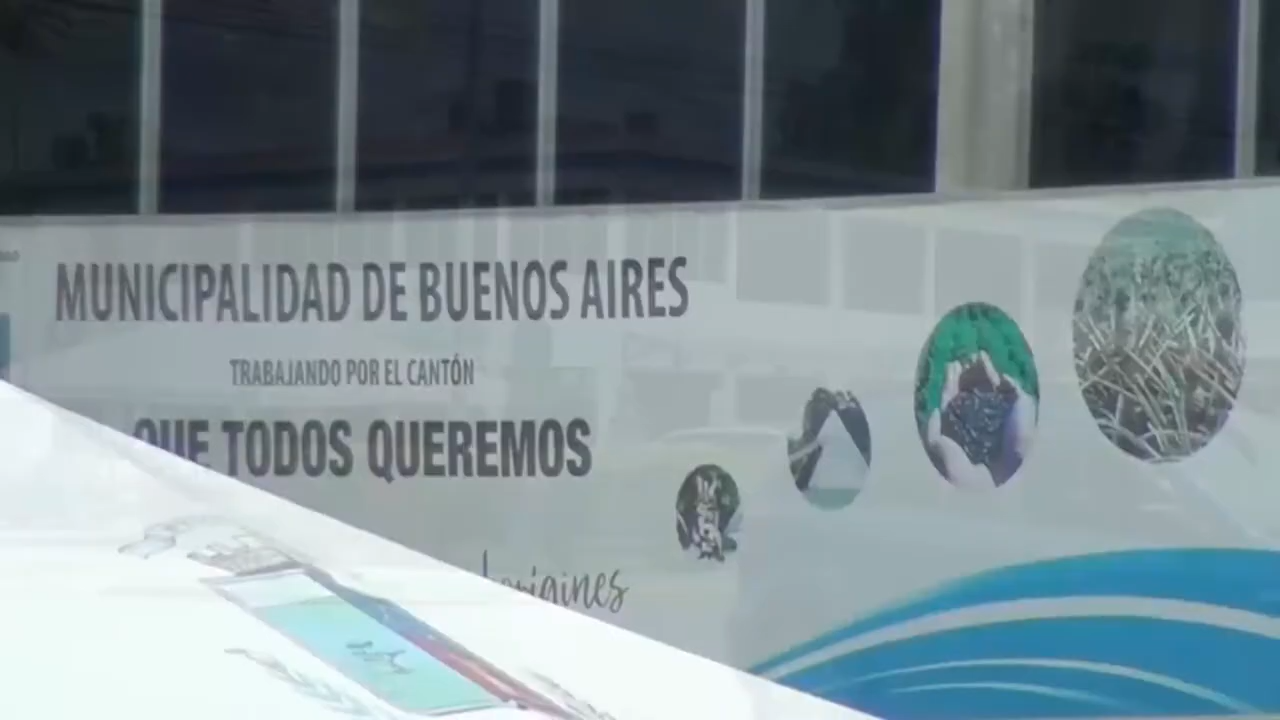 MUNICIPALIDAD DE BUENOS AIRES
TRABAJANDO POR EL CANTÓN
QUE TODOS QUEREMOS